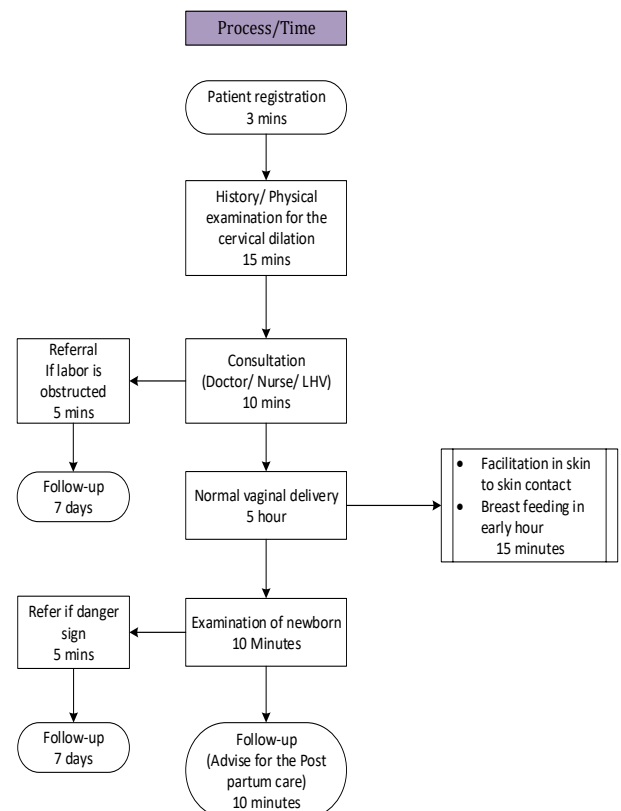 Process/Time
Patient registration
3 mins
History/ Physical
examination for the
cervical dilation
15 mins
Referral
If labor is
obstructed
5 mins
Consultation
(Doctor/ Nurse/ LHV)
10 mins
Follow-up
7 days
Normal vaginal delivery
5 hour
• Facilitation in skin
to skin contact
• Breast feeding in
early hour
15 minutes
Refer if danger
sign
5 mins
Examination of newborn
10 Minutes
Follow-up
7 days
Follow-up
(Advise for the Post
partum care)
10 minutes